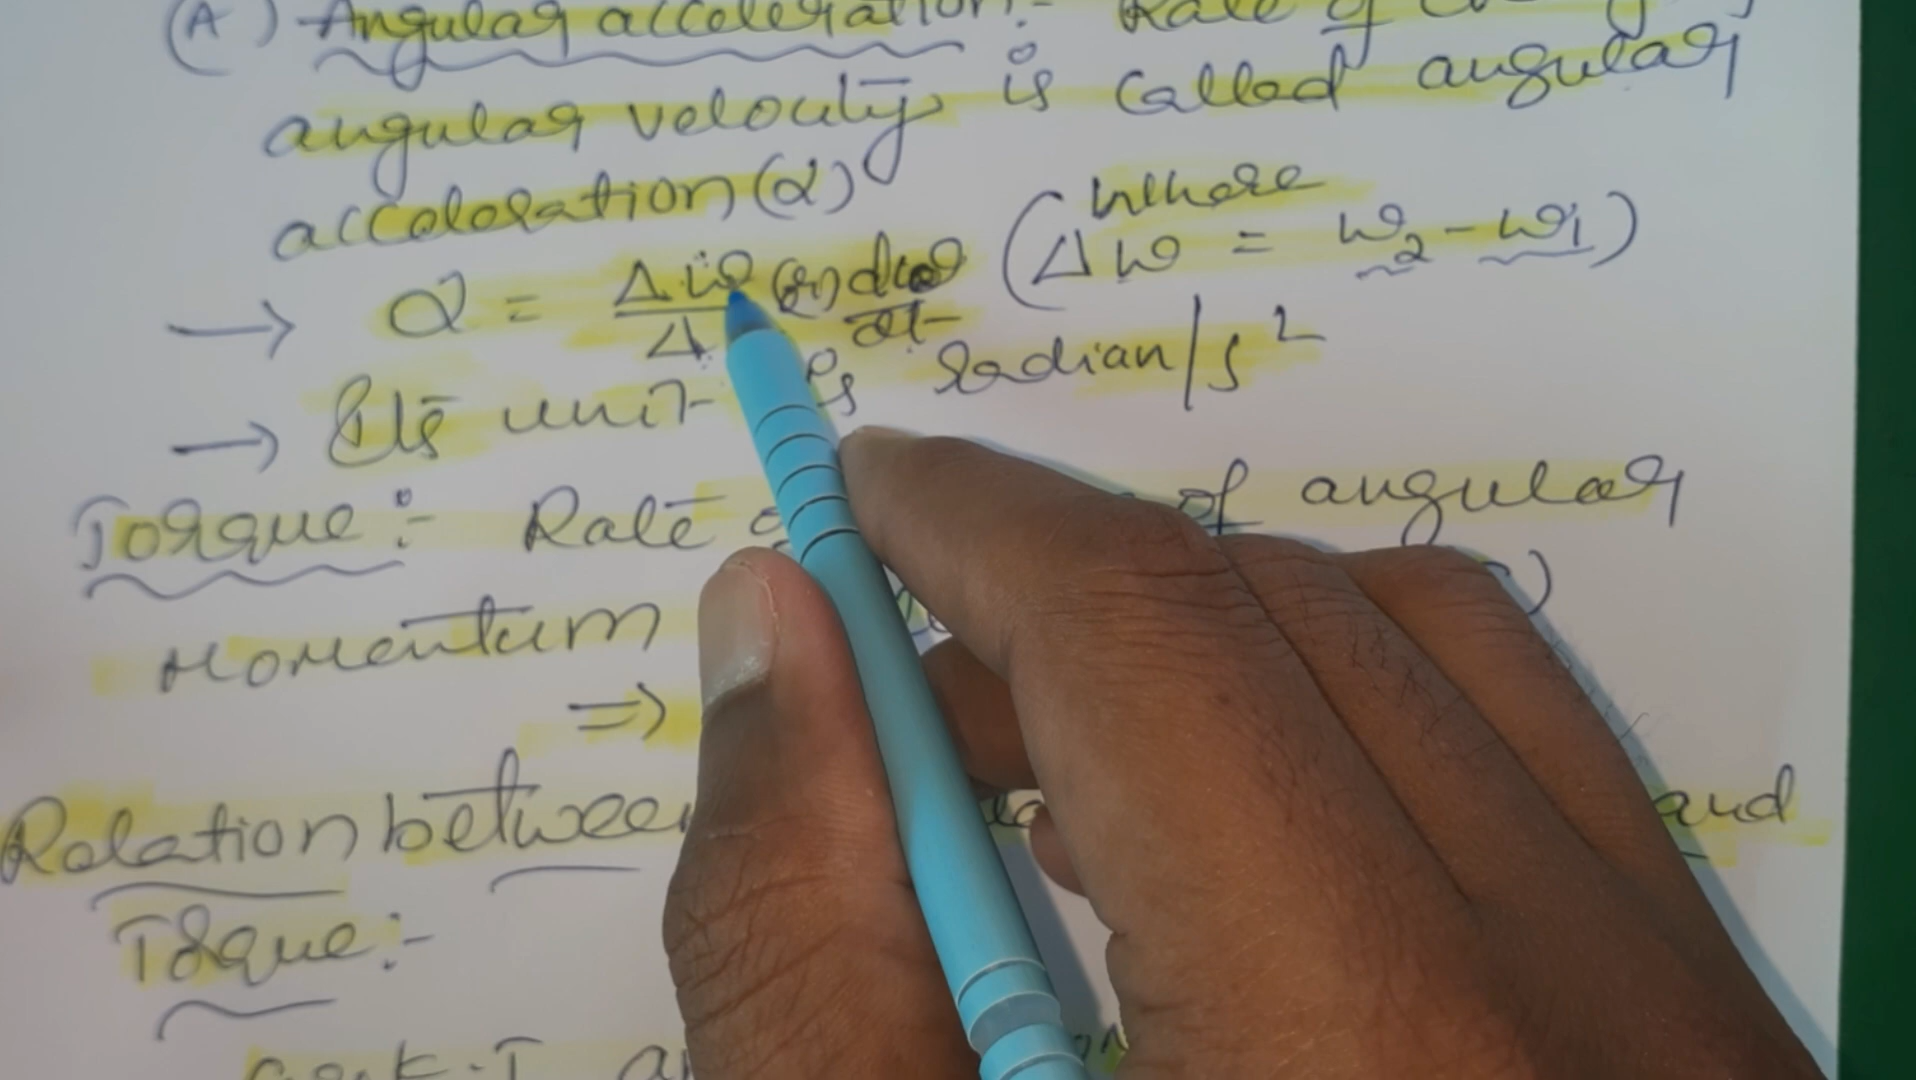 (A) Angular acceleration:- Rate of
angular velocity is called angular
acceleration (α)
→ α = Δω/Δ (or) dω/dt (Where Δω = ω₂ - ω₁)
→ Its unit is radian/s²
Torque:- Rate of angular
Momentum
⇒
Relation between and
Torque:-